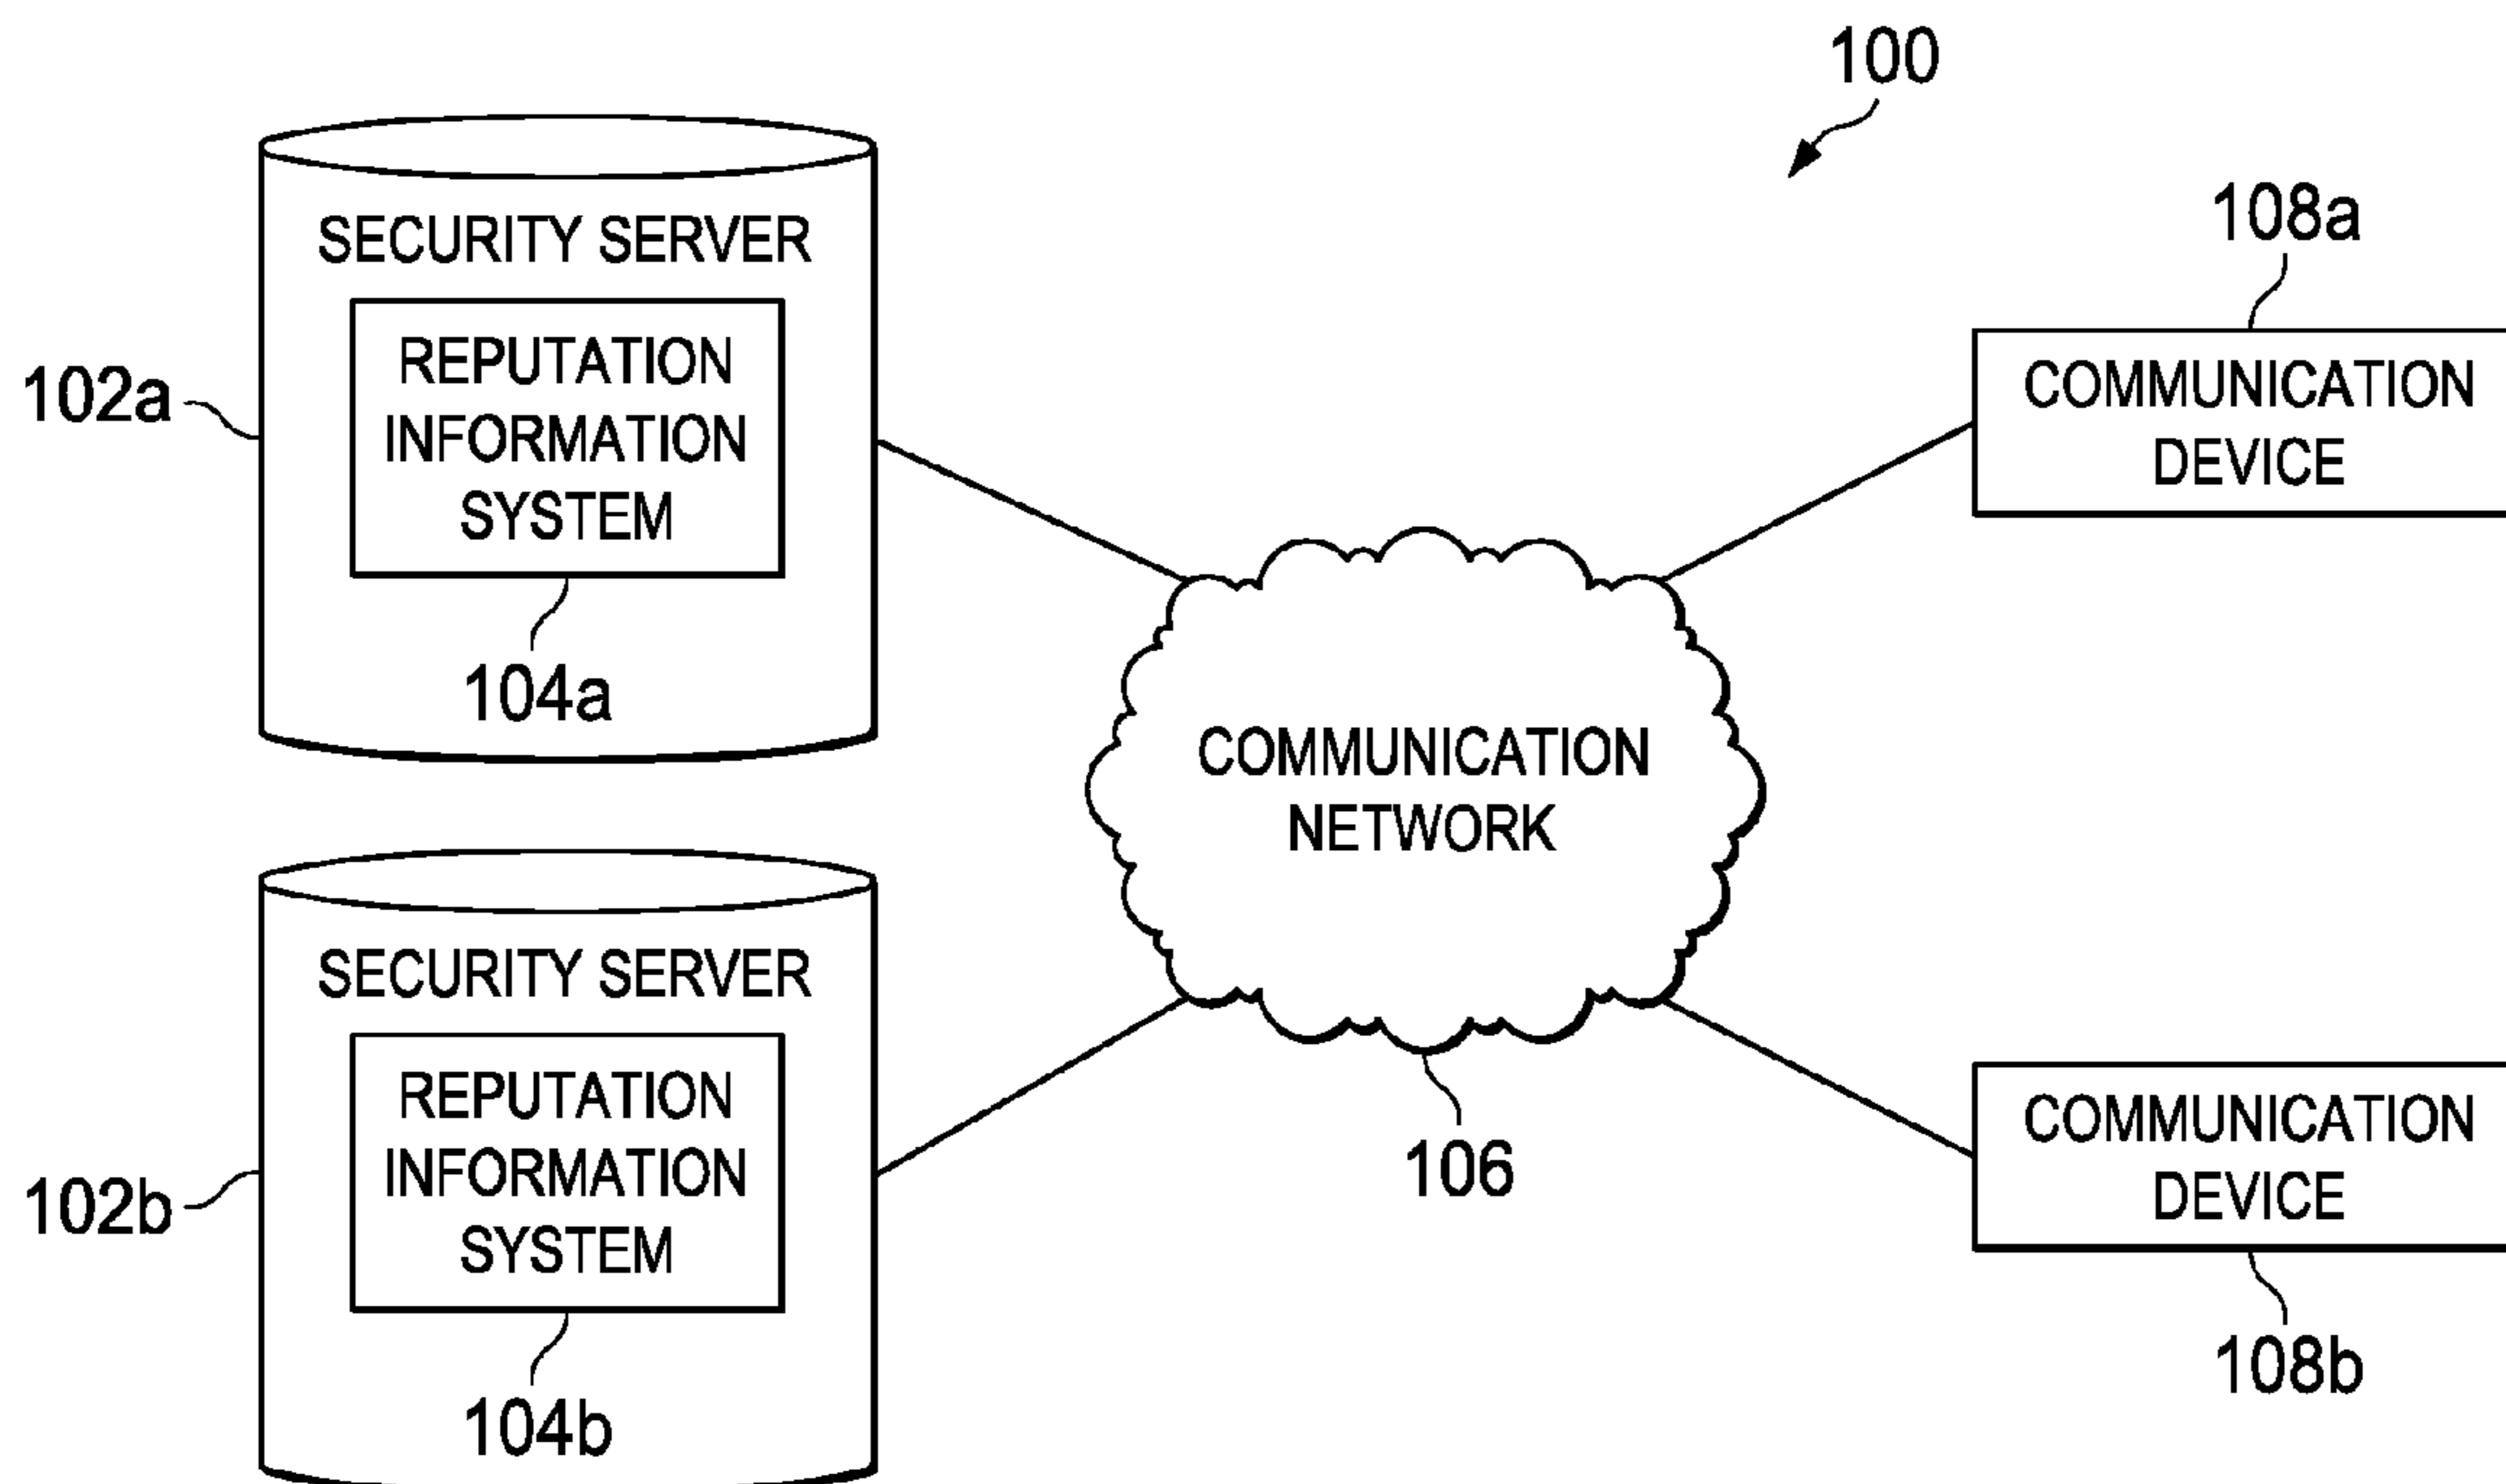 100
SECURITY SERVER
REPUTATION
INFORMATION
SYSTEM
102a
104a
108a
COMMUNICATION
DEVICE
COMMUNICATION
NETWORK
106
SECURITY SERVER
REPUTATION
INFORMATION
SYSTEM
102b
104b
COMMUNICATION
DEVICE
108b